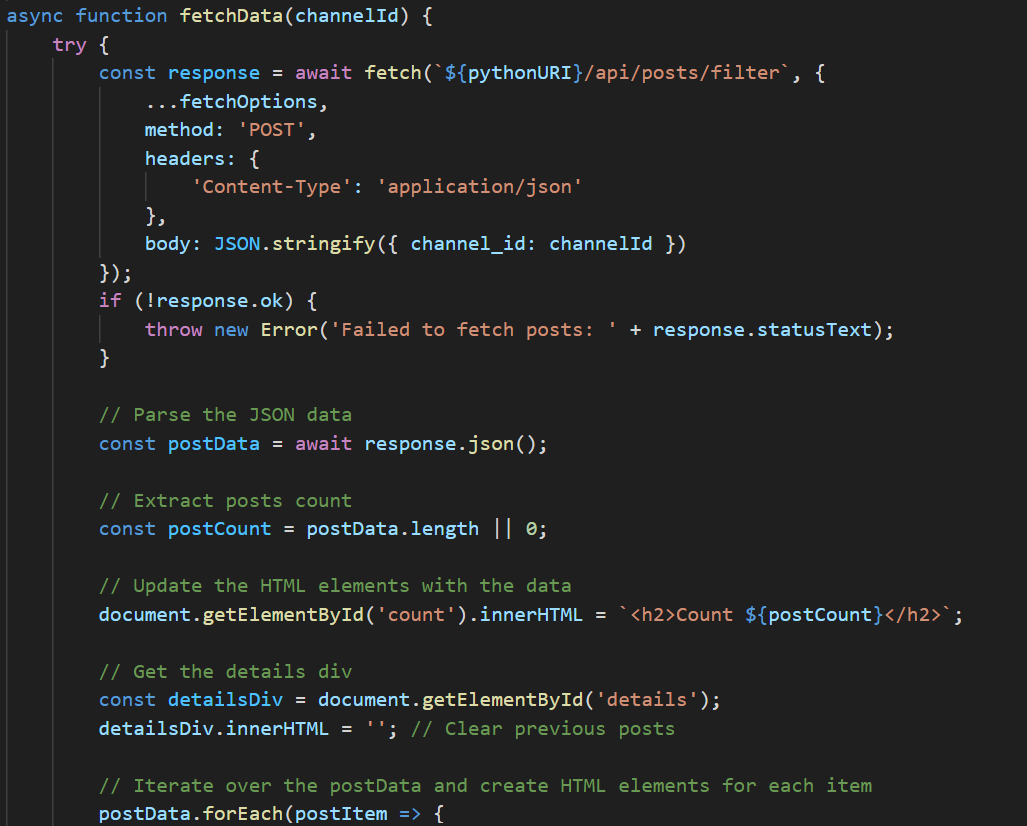 async function fetchData(channelId) {
    try {
        const response = await fetch(`${pythonURI}/api/posts/filter`, {
            ...fetchOptions,
            method: 'POST',
            headers: {
                'Content-Type': 'application/json'
            },
            body: JSON.stringify({ channel_id: channelId })
        });
        if (!response.ok) {
            throw new Error('Failed to fetch posts: ' + response.statusText);
        }

        // Parse the JSON data
        const postData = await response.json();

        // Extract posts count
        const postCount = postData.length || 0;

        // Update the HTML elements with the data
        document.getElementById('count').innerHTML = `<h2>Count ${postCount}</h2>`;

        // Get the details div
        const detailsDiv = document.getElementById('details');
        detailsDiv.innerHTML = ''; // Clear previous posts

        // Iterate over the postData and create HTML elements for each item
        postData.forEach(postItem => {